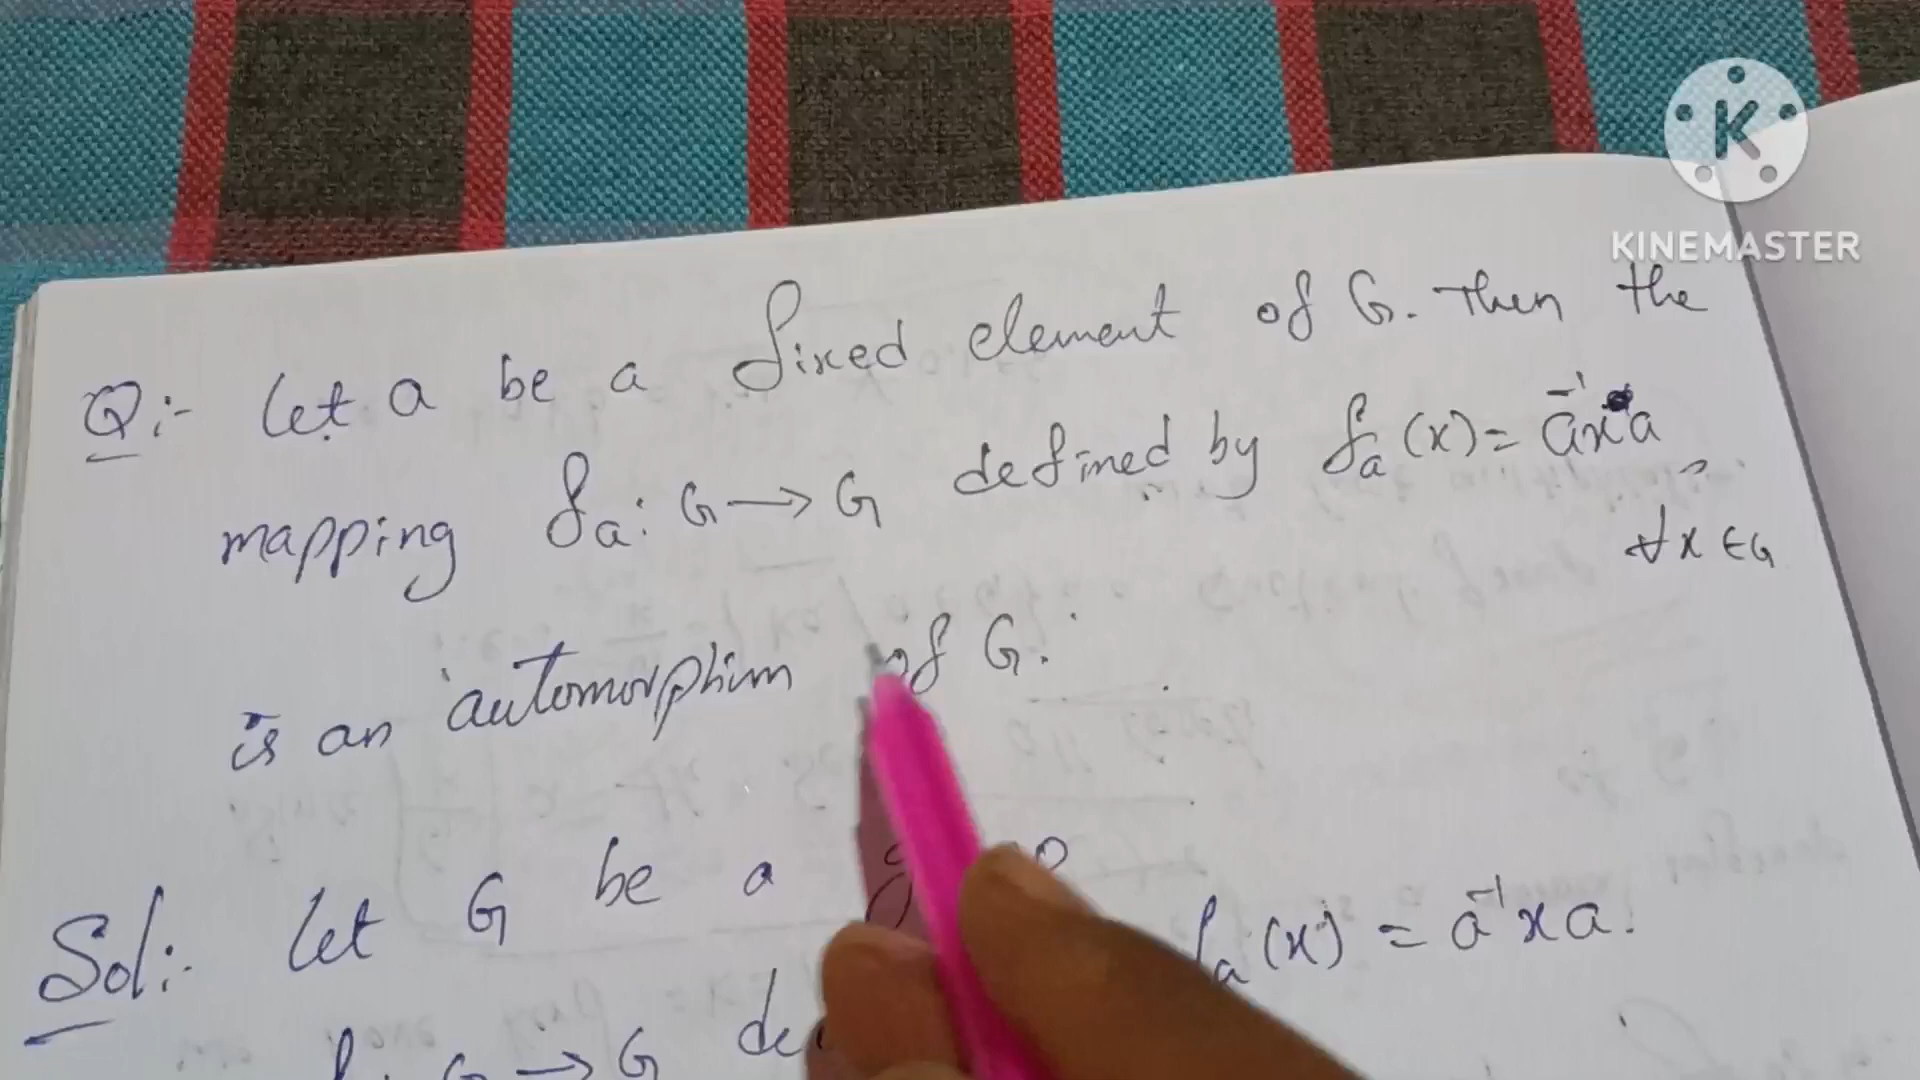 K
KINEMASTER
Q:- Let a be a fixed element of G. Then the
mapping fa: G → G defined by fa (x) = a⁻¹xa,
∀x ∈ G
is an automorphim of G.
Sol:- Let G be a
fa (x) = a⁻¹xa.
G → G